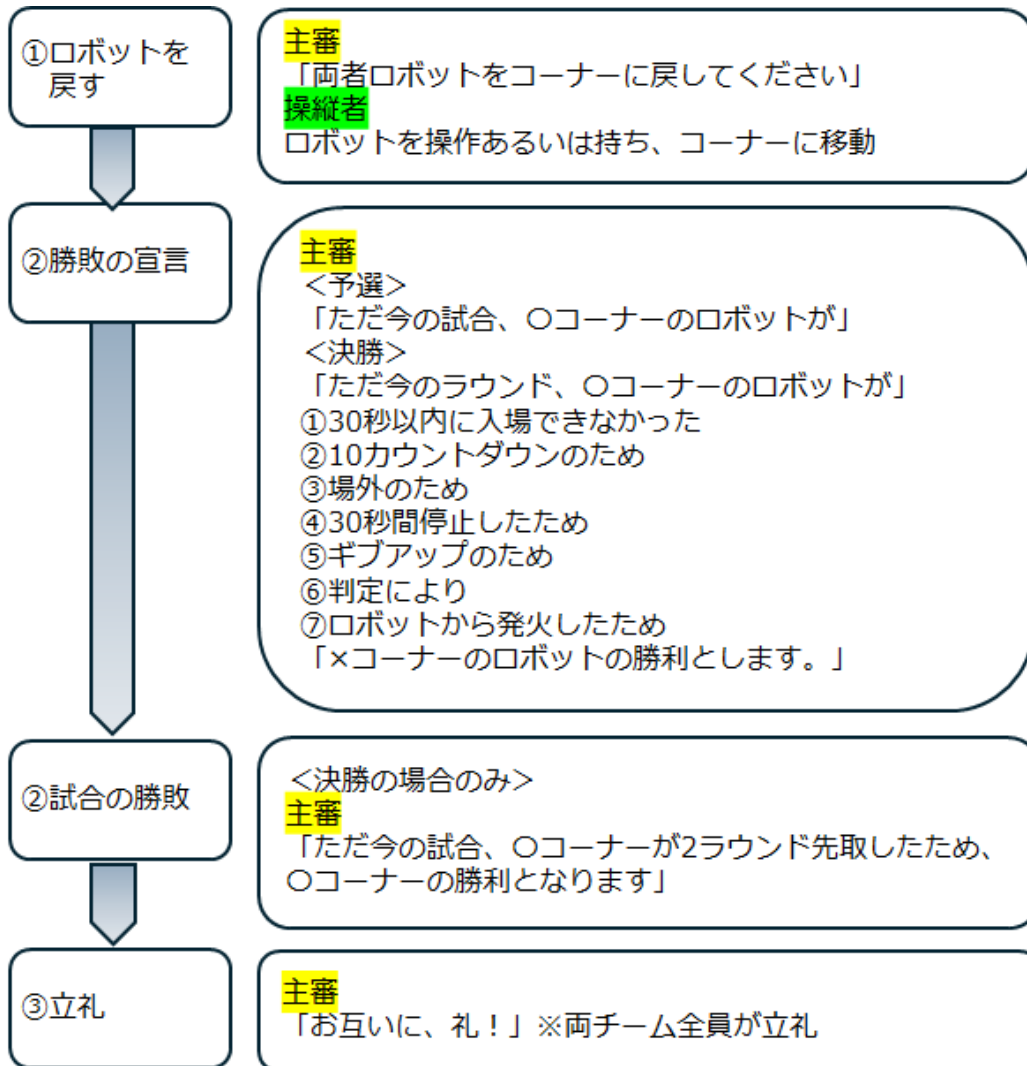 ①ロボットを
戻す
主審
「両者ロボットをコーナーに戻してください」
操縦者
ロボットを操作あるいは持ち、コーナーに移動
②勝敗の宣言
主審
<予選>
「ただ今の試合、〇コーナーのロボットが」
<決勝>
「ただ今のラウンド、〇コーナーのロボットが」
①30秒以内に入場できなかった
②10カウントダウンのため
③場外のため
④30秒間停止したため
⑤ギブアップのため
⑥判定により
⑦ロボットから発火したため
「×コーナーのロボットの勝利とします。」
②試合の勝敗
<決勝の場合のみ>
主審
「ただ今の試合、〇コーナーが2ラウンド先取したため、
〇コーナーの勝利となります」
③立礼
主審
「お互いに、礼！」※両チーム全員が立礼